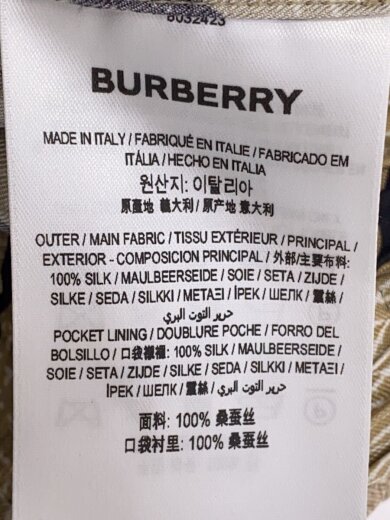 8032423
BURBERRY
MADE IN ITALY / FABRIQUÉ EN ITALIE / FABRICADO EM
ITÁLIA / HECHO EN ITALIA
원산지: 이탈리아
原產地 義大利 / 原产地 意大利
OUTER / MAIN FABRIC / TISSU EXTÉRIEUR / PRINCIPAL /
EXTERIOR - COMPOSICION PRINCIPAL / 外部/主要布料:
100% SILK / MAULBEERSEIDE / SOIE / SETA / ZIJDE /
SILKE / SEDA / SILKKI / ΜΕΤΑΞΙ / İPEK / ШЕЛК / 蠶絲 /
حرير التوت البري
POCKET LINING / DOUBLURE POCHE / FORRO DEL
BOLSILLO / 口袋襯裡: 100% SILK / MAULBEERSEIDE /
SOIE / SETA / ZIJDE / SILKE / SEDA / SILKKI / ΜΕΤΑΞΙ /
İPEK / ШЕЛК / 蠶絲 / حرير التوت البري
面料: 100% 桑蚕丝
口袋衬里: 100% 桑蚕丝